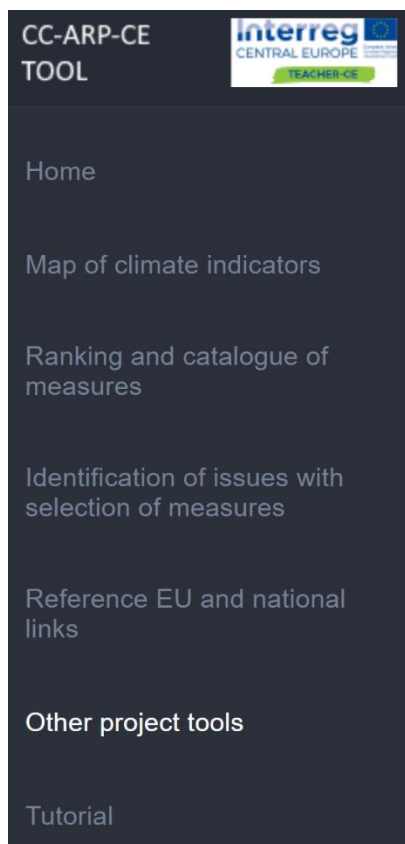 CC-ARP-CE
TOOL
Interreg
CENTRAL EUROPE
TEACHER-CE
Home
Map of climate indicators
Ranking and catalogue of
measures
Identification of issues with
selection of measures
Reference EU and national
links
Other project tools
Tutorial